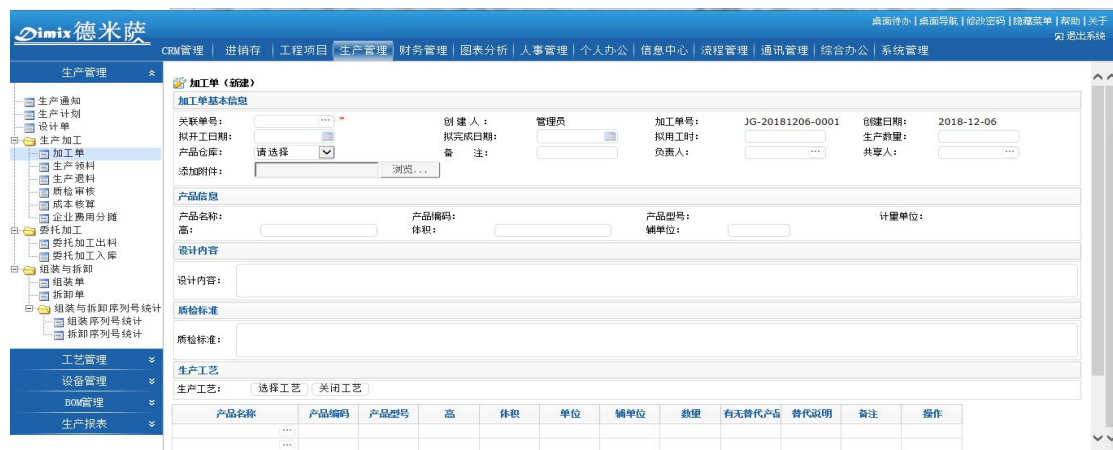 桌面待办 | 桌面导航 | 修改密码 | 隐藏菜单 | 帮助 | 关于
退出系统
Dimix德米萨
CRM管理 | 进销存 | 工程项目 | 生产管理 | 财务管理 | 图表分析 | 人事管理 | 个人办公 | 信息中心 | 流程管理 | 通讯管理 | 综合办公 | 系统管理
生产管理
生产通知
生产计划
设计单
生产加工
加工单
生产领料
生产退料
质检审核
成本核算
企业费用分摊
委托加工
委托加工出料
委托加工入库
组装与拆卸
组装单
拆卸单
组装与拆卸序列号统计
组装序列号统计
拆卸序列号统计
工艺管理
设备管理
BOM管理
生产报表
加工单（新建）
加工单基本信息
关联单号： ... * 创 建 人： 管理员 加工单号： JG-20181206-0001 创建日期： 2018-12-06
拟开工日期： 拟完成日期： 拟用工时： 生产数量：
产品仓库： 请选择 备 注： 负责人： ... 共享人： ...
添加附件： 浏览...
产品信息
产品名称： 产品编码： 产品型号： 计量单位：
高： 体积： 辅单位：
设计内容
设计内容：
质检标准
质检标准：
生产工艺
生产工艺： 选择工艺 关闭工艺
产品名称 产品编码 产品型号 高 体积 单位 辅单位 数量 有无替代产品 替代说明 备注 操作
...
...